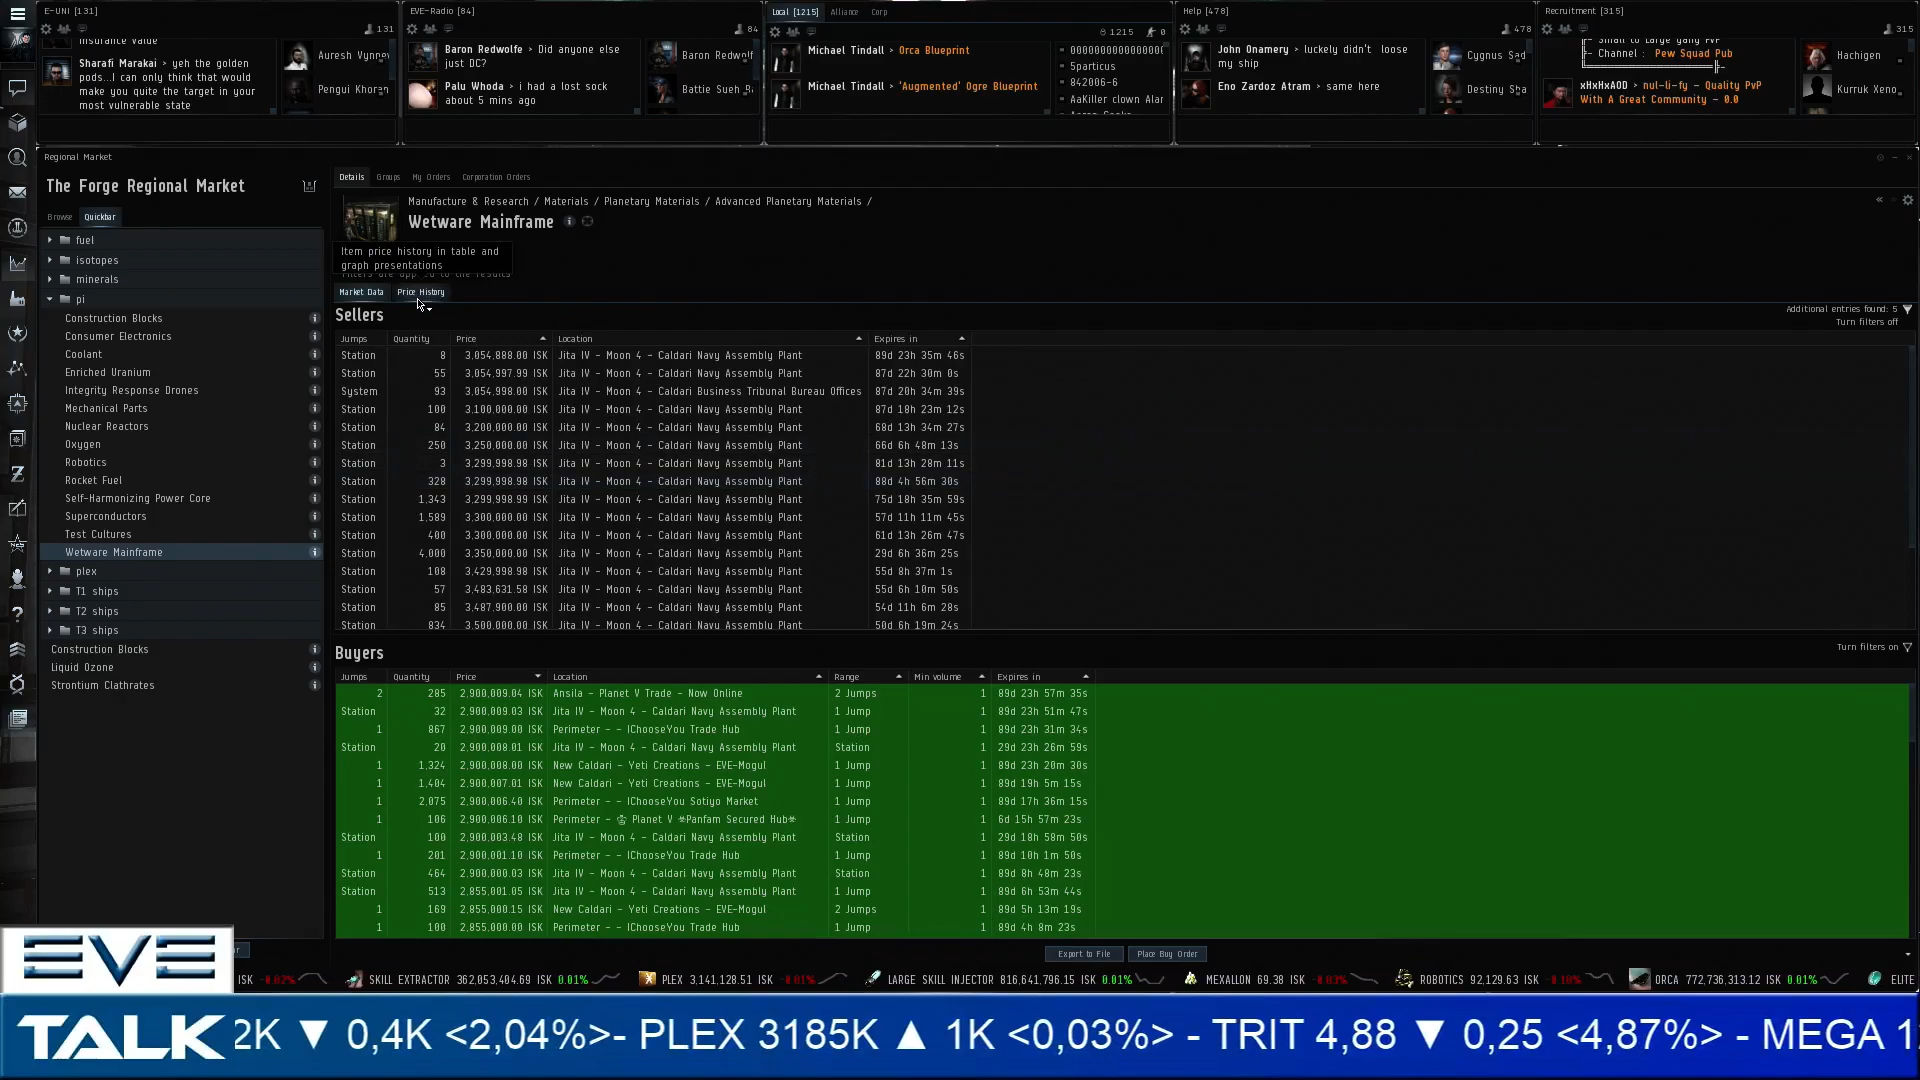 E-UNI [131]
131
insurance value
Sharafi Marakai > yeh the golden
pods...I can only think that would
make you quite the target in your
most vulnerable state
Auresh Vynno
Pengui Khoran
EVE-Radio [84]
84
Baron Redwolfe > Did anyone else
just DC?
Palu Whoda > i had a lost sock
about 5 mins ago
Baron Redwolf
Battie Sueh
Local [1215]
Alliance
Corp
1215
0
Michael Tindall > Orca Blueprint
Michael Tindall > 'Augmented' Ogre Blueprint
5particus
842006-6
AaKiller clown Alar
Help [478]
478
John Onamery > luckely didn't loose
my ship
Eno Zardoz Atram > same here
Cygnus Sad
Destiny Sha
Recruitment [315]
315
Small to Large gang PvP
Channel : Pew Squad Pub
xHxHxAOD > nul-li-fy - Quality PvP
With A Great Community - 0.0
Hachigen
Kurruk Xeno
Regional Market
The Forge Regional Market
Browse
Quickbar
fuel
isotopes
minerals
pi
Construction Blocks
Consumer Electronics
Coolant
Enriched Uranium
Integrity Response Drones
Mechanical Parts
Nuclear Reactors
Oxygen
Robotics
Rocket Fuel
Self-Harmonizing Power Core
Superconductors
Test Cultures
Wetware Mainframe
plex
T1 ships
T2 ships
T3 ships
Construction Blocks
Liquid Ozone
Strontium Clathrates
Details
Groups
My Orders
Corporation Orders
Manufacture & Research / Materials / Planetary Materials / Advanced Planetary Materials /
Wetware Mainframe
Item price history in table and
graph presentations
Market Data
Price History
Sellers
Additional entries found: 5
Turn filters off
Jumps Quantity Price Location Expires in
Station 8 3,054,888.00 ISK Jita IV - Moon 4 - Caldari Navy Assembly Plant 89d 23h 35m 46s
Station 55 3,054,997.99 ISK Jita IV - Moon 4 - Caldari Navy Assembly Plant 87d 22h 30m 0s
System 93 3,054,998.00 ISK Jita IV - Moon 4 - Caldari Business Tribunal Bureau Offices 87d 20h 34m 39s
Station 100 3,100,000.00 ISK Jita IV - Moon 4 - Caldari Navy Assembly Plant 87d 18h 23m 12s
Station 84 3,200,000.00 ISK Jita IV - Moon 4 - Caldari Navy Assembly Plant 68d 13h 34m 27s
Station 250 3,250,000.00 ISK Jita IV - Moon 4 - Caldari Navy Assembly Plant 66d 6h 48m 13s
Station 3 3,299,998.98 ISK Jita IV - Moon 4 - Caldari Navy Assembly Plant 81d 13h 28m 11s
Station 328 3,299,998.98 ISK Jita IV - Moon 4 - Caldari Navy Assembly Plant 88d 4h 56m 30s
Station 1,343 3,299,998.99 ISK Jita IV - Moon 4 - Caldari Navy Assembly Plant 75d 18h 35m 59s
Station 1,589 3,300,000.00 ISK Jita IV - Moon 4 - Caldari Navy Assembly Plant 57d 11h 11m 45s
Station 400 3,300,000.00 ISK Jita IV - Moon 4 - Caldari Navy Assembly Plant 61d 13h 26m 47s
Station 4,000 3,350,000.00 ISK Jita IV - Moon 4 - Caldari Navy Assembly Plant 29d 6h 36m 25s
Station 108 3,429,998.98 ISK Jita IV - Moon 4 - Caldari Navy Assembly Plant 55d 8h 37m 1s
Station 57 3,483,631.58 ISK Jita IV - Moon 4 - Caldari Navy Assembly Plant 55d 6h 10m 50s
Station 85 3,487,900.00 ISK Jita IV - Moon 4 - Caldari Navy Assembly Plant 54d 11h 6m 28s
Station 834 3,500,000.00 ISK Jita IV - Moon 4 - Caldari Navy Assembly Plant 50d 6h 19m 24s
Buyers
Turn filters on
Jumps Quantity Price Location Range Min volume Expires in
2 285 2,900,009.04 ISK Ansila - Planet V Trade - Now Online 2 Jumps 1 89d 23h 57m 35s
Station 32 2,900,009.03 ISK Jita IV - Moon 4 - Caldari Navy Assembly Plant 1 Jump 1 89d 23h 51m 47s
1 867 2,900,009.00 ISK Perimeter - - IChooseYou Trade Hub 1 Jump 1 89d 23h 31m 34s
Station 20 2,900,008.01 ISK Jita IV - Moon 4 - Caldari Navy Assembly Plant Station 1 29d 23h 26m 59s
1 1,324 2,900,008.00 ISK New Caldari - Yeti Creations - EVE-Mogul 1 Jump 1 89d 23h 20m 30s
1 1,404 2,900,007.01 ISK New Caldari - Yeti Creations - EVE-Mogul 1 Jump 1 89d 19h 5m 15s
1 2,075 2,900,006.40 ISK Perimeter - - IChooseYou Sotiyo Market 1 Jump 1 89d 17h 36m 15s
1 106 2,900,006.10 ISK Perimeter - Planet V Panfam Secured Hub 1 Jump 1 6d 15h 57m 23s
Station 100 2,900,003.48 ISK Jita IV - Moon 4 - Caldari Navy Assembly Plant Station 1 29d 18h 58m 50s
1 201 2,900,001.10 ISK Perimeter - - IChooseYou Trade Hub 1 Jump 1 89d 10h 1m 50s
Station 464 2,900,000.03 ISK Jita IV - Moon 4 - Caldari Navy Assembly Plant Station 1 89d 8h 48m 23s
Station 513 2,855,001.05 ISK Jita IV - Moon 4 - Caldari Navy Assembly Plant 1 Jump 1 89d 6h 53m 44s
1 169 2,855,000.15 ISK New Caldari - Yeti Creations - EVE-Mogul 2 Jumps 1 89d 5h 13m 19s
1 100 2,855,000.00 ISK Perimeter - - IChooseYou Trade Hub 1 Jump 1 89d 4h 8m 23s
Export to File
Place Buy Order
ISK -0.02% SKILL EXTRACTOR 362,053,404.69 ISK 0.01% PLEX 3,141,128.51 ISK -0.01% LARGE SKILL INJECTOR 816,641,796.15 ISK 0.01% MEXALLON 69.38 ISK -0.03% ROBOTICS 92,129.63 ISK -0.10% ORCA 772,736,313.12 ISK 0.01% ELITE
EVE
TALK
2K ▼ 0,4K <2,04%>- PLEX 3185K ▲ 1K <0,03%> - TRIT 4,88 ▼ 0,25 <4,87%> - MEGA 1